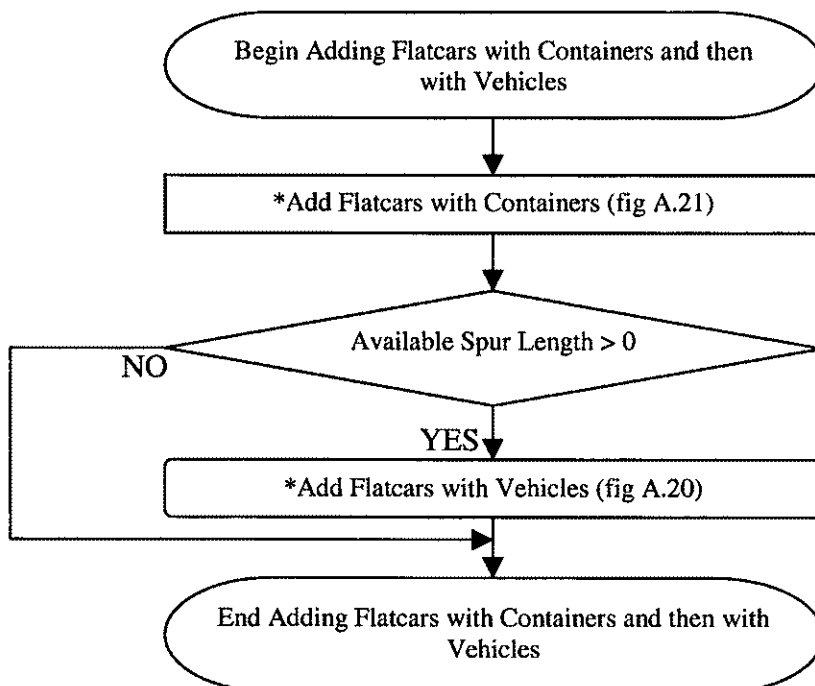 Begin Adding Flatcars with Containers and then
with Vehicles
*Add Flatcars with Containers (fig A.21)
Available Spur Length > 0
NO
YES
*Add Flatcars with Vehicles (fig A.20)
End Adding Flatcars with Containers and then with
Vehicles